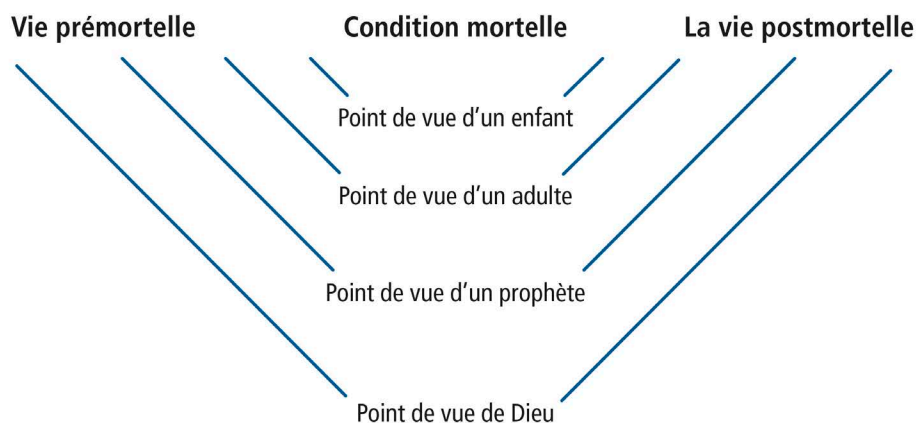 Vie prémortelle Condition mortelle La vie postmortelle
Point de vue d’un enfant
Point de vue d’un adulte
Point de vue d’un prophète
Point de vue de Dieu